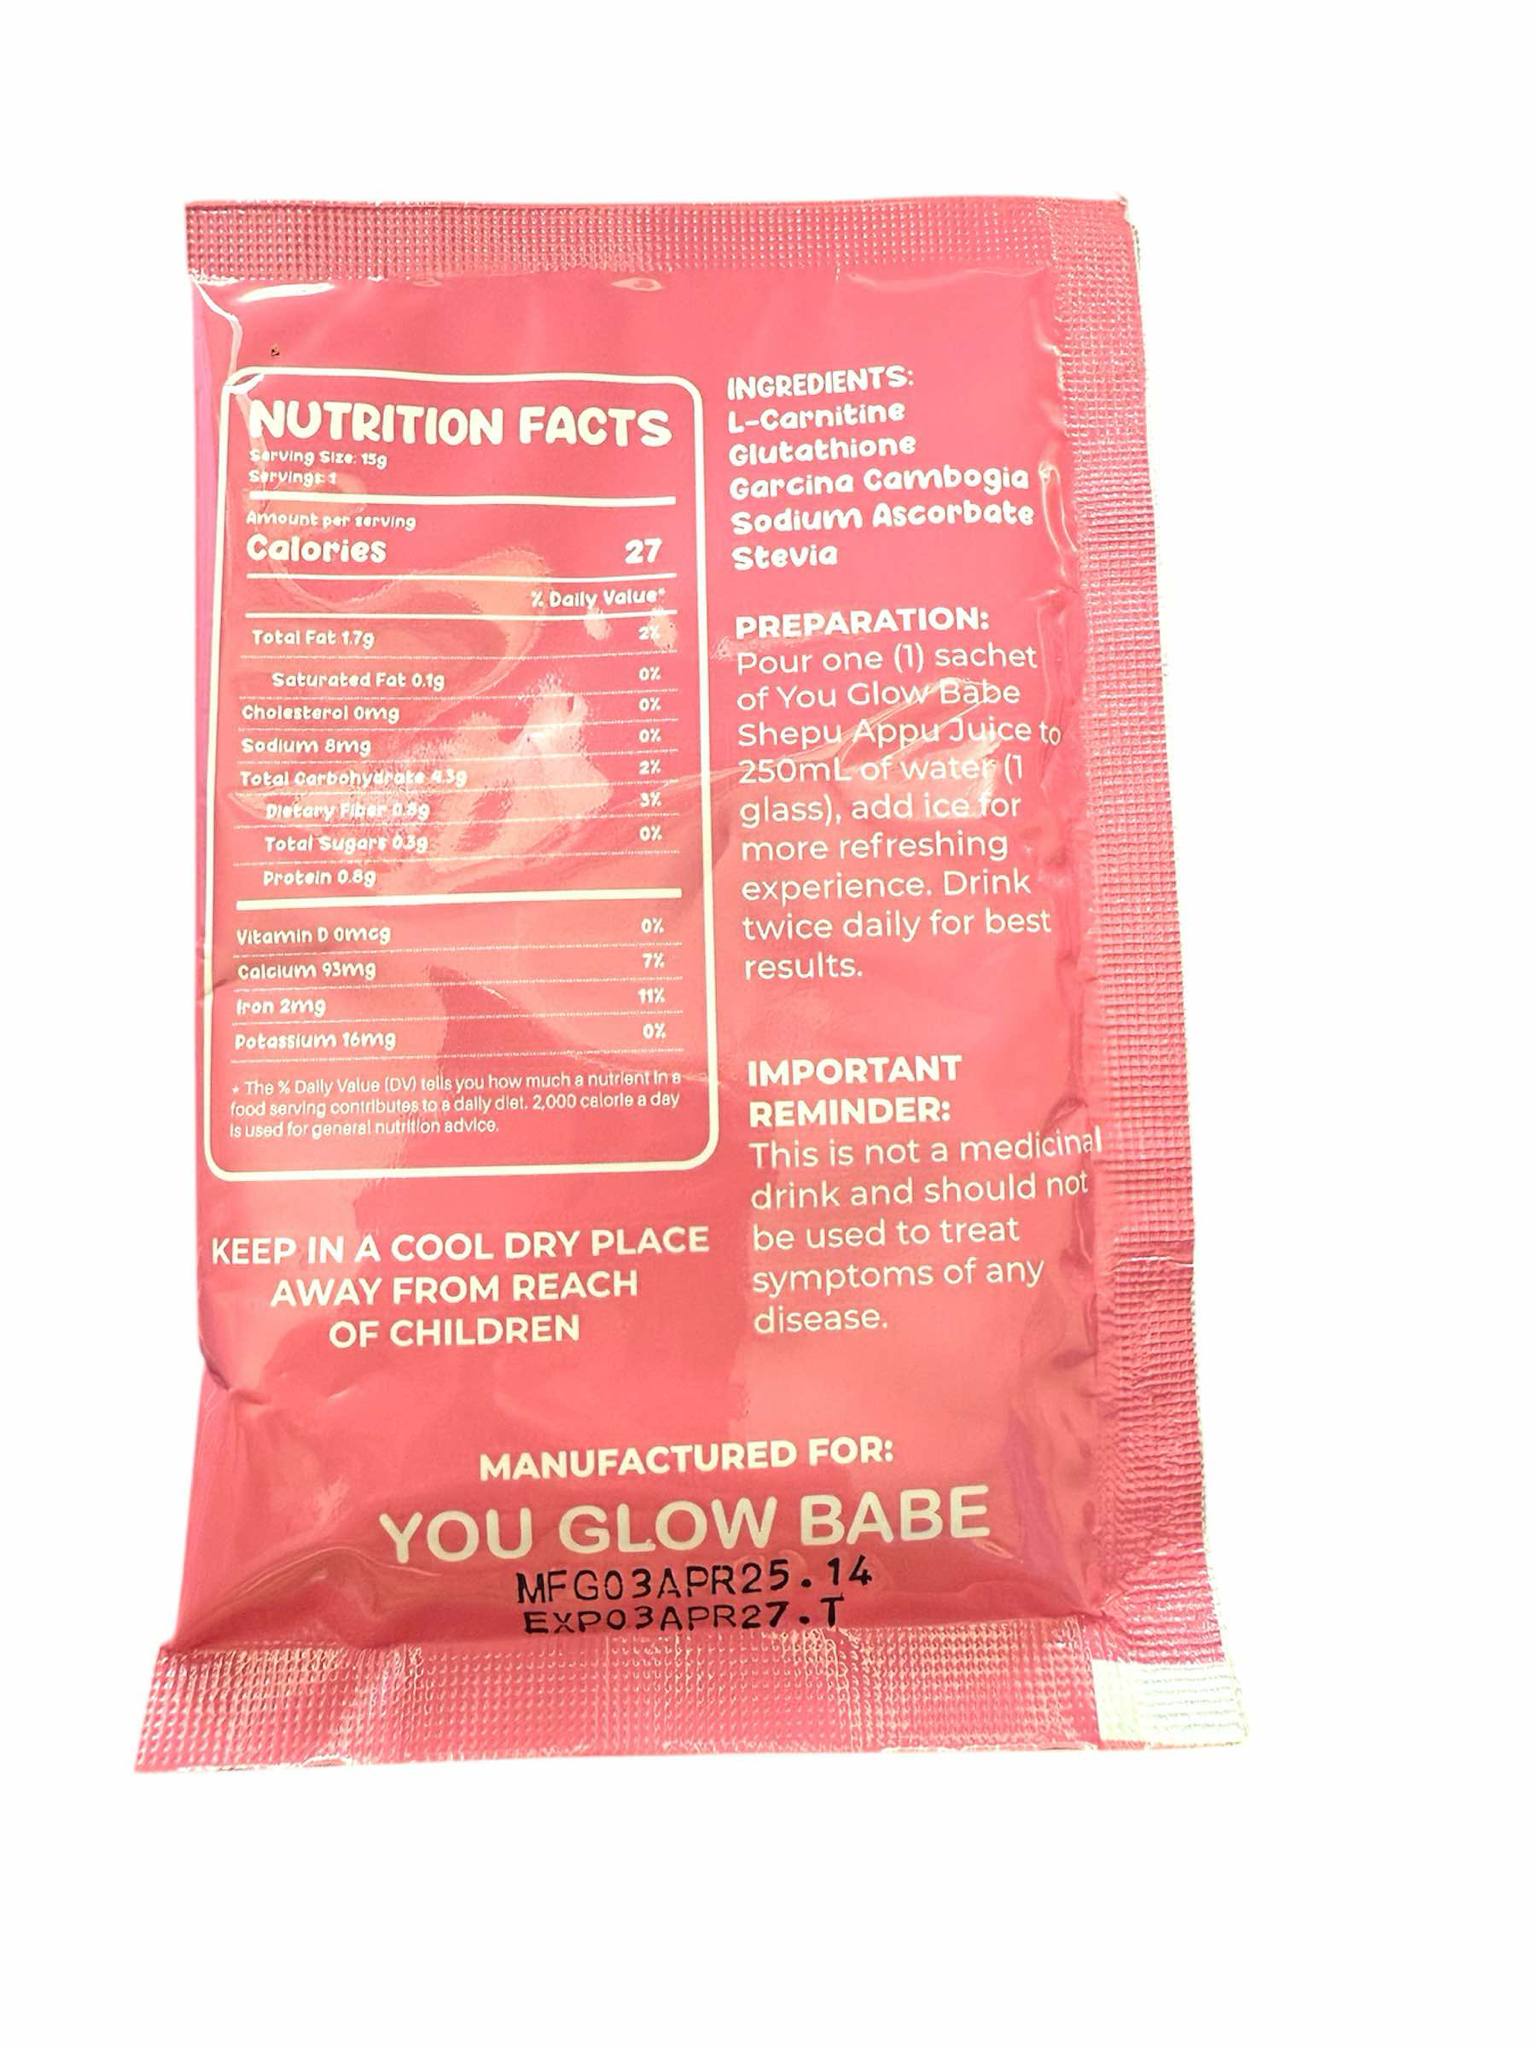 NUTRITION FACTS
Serving Size: 15g
Servings: 1
Amount per serving
Calories 27
% Daily Value*
Total Fat 1.7g 2%
Saturated Fat 0.1g 0%
Cholesterol 0mg 0%
Sodium 8mg 0%
Total Carbohydrate 4.3g 2%
Dietary Fiber 0.8g 3%
Total Sugars 0.3g 0%
Protein 0.8g
Vitamin D 0mcg 0%
Calcium 93mg 7%
Iron 2mg 11%
Potassium 16mg 0%
* The % Daily Value (DV) tells you how much a nutrient in a
food serving contributes to a daily diet. 2,000 calorie a day
is used for general nutrition advice.
KEEP IN A COOL DRY PLACE
AWAY FROM REACH
OF CHILDREN
INGREDIENTS:
L-Carnitine
Glutathione
Garcina Cambogia
Sodium Ascorbate
Stevia
PREPARATION:
Pour one (1) sachet
of You Glow Babe
Shepu Appu Juice to
250mL of water (1
glass), add ice for
more refreshing
experience. Drink
twice daily for best
results.
IMPORTANT
REMINDER:
This is not a medicinal
drink and should not
be used to treat
symptoms of any
disease.
MANUFACTURED FOR:
YOU GLOW BABE
MFG03APR25.14
EXP03APR27.T